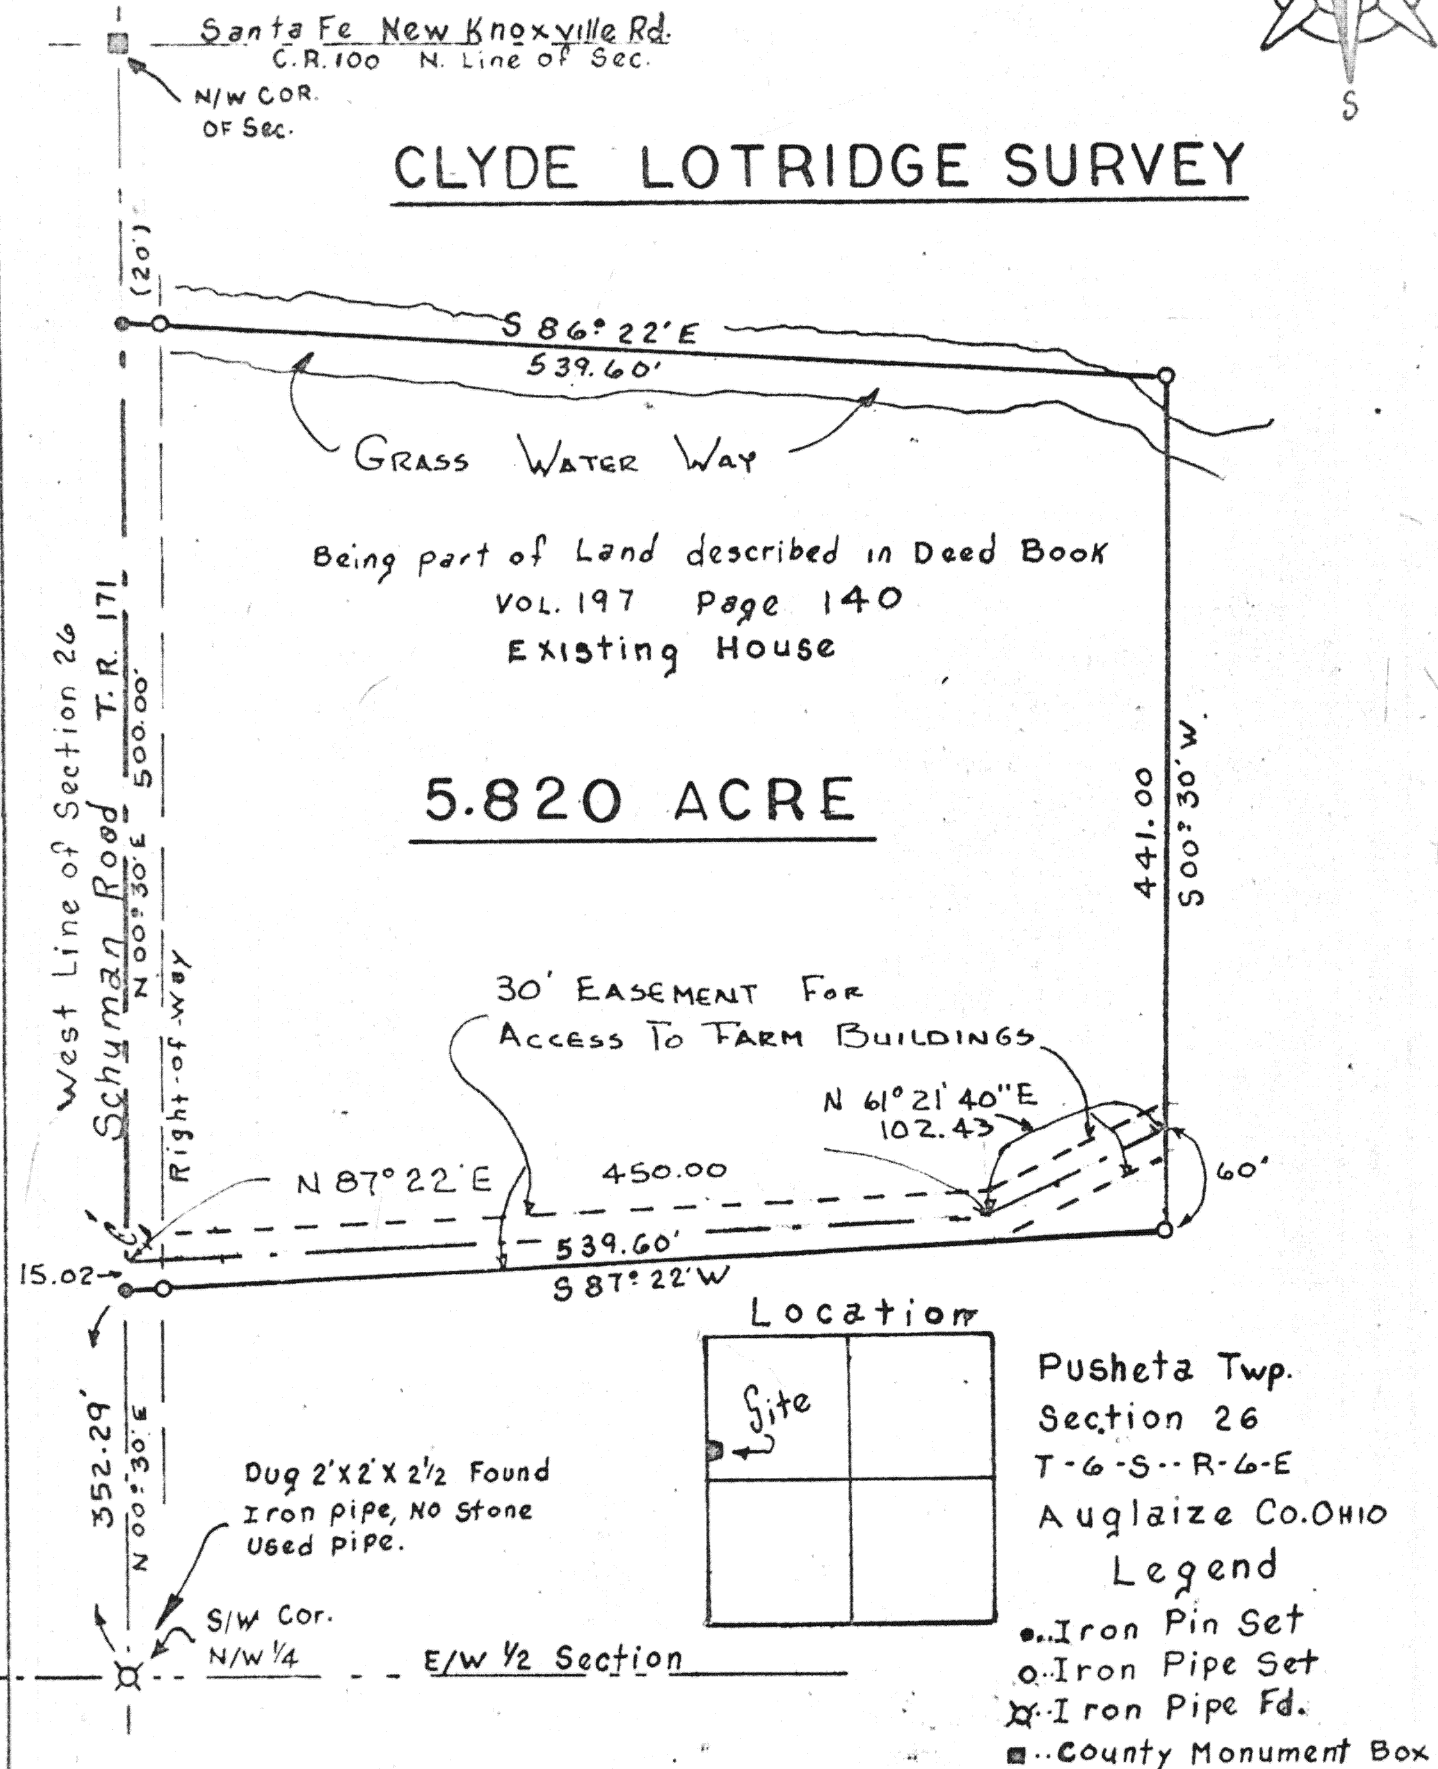 Santa Fe New Knoxville Rd.
C.R.100 N. Line of Sec.
N/W COR.
OF Sec.
S
CLYDE LOTRIDGE SURVEY
(20')
S 86° 22' E
539.60'
GRASS WATER WAY
Being part of Land described in Deed Book
VOL. 197 Page 140
Existing House
West Line of Section 26
Schuman Road T.R. 171
N 00° 30' E 500.00'
Right-of-way
5.820 ACRE
441.00
S 00° 30' W.
30' EASEMENT FOR
ACCESS TO FARM BUILDINGS
N 61° 21' 40" E
102.43
N 87° 22' E 450.00
60'
539.60'
S 87° 22' W
15.02
352.29'
N 00° 30' E
Location
Site
Pusheta Twp.
Section 26
T-6-S-- R-6-E
Auglaize Co. OHIO
Dug 2'x2'x 2 1/2 Found
Iron pipe, No Stone
Used pipe.
S/W Cor.
N/W 1/4
E/W 1/2 Section
Legend
Iron Pin Set
Iron Pipe Set
Iron Pipe Fd.
County Monument Box